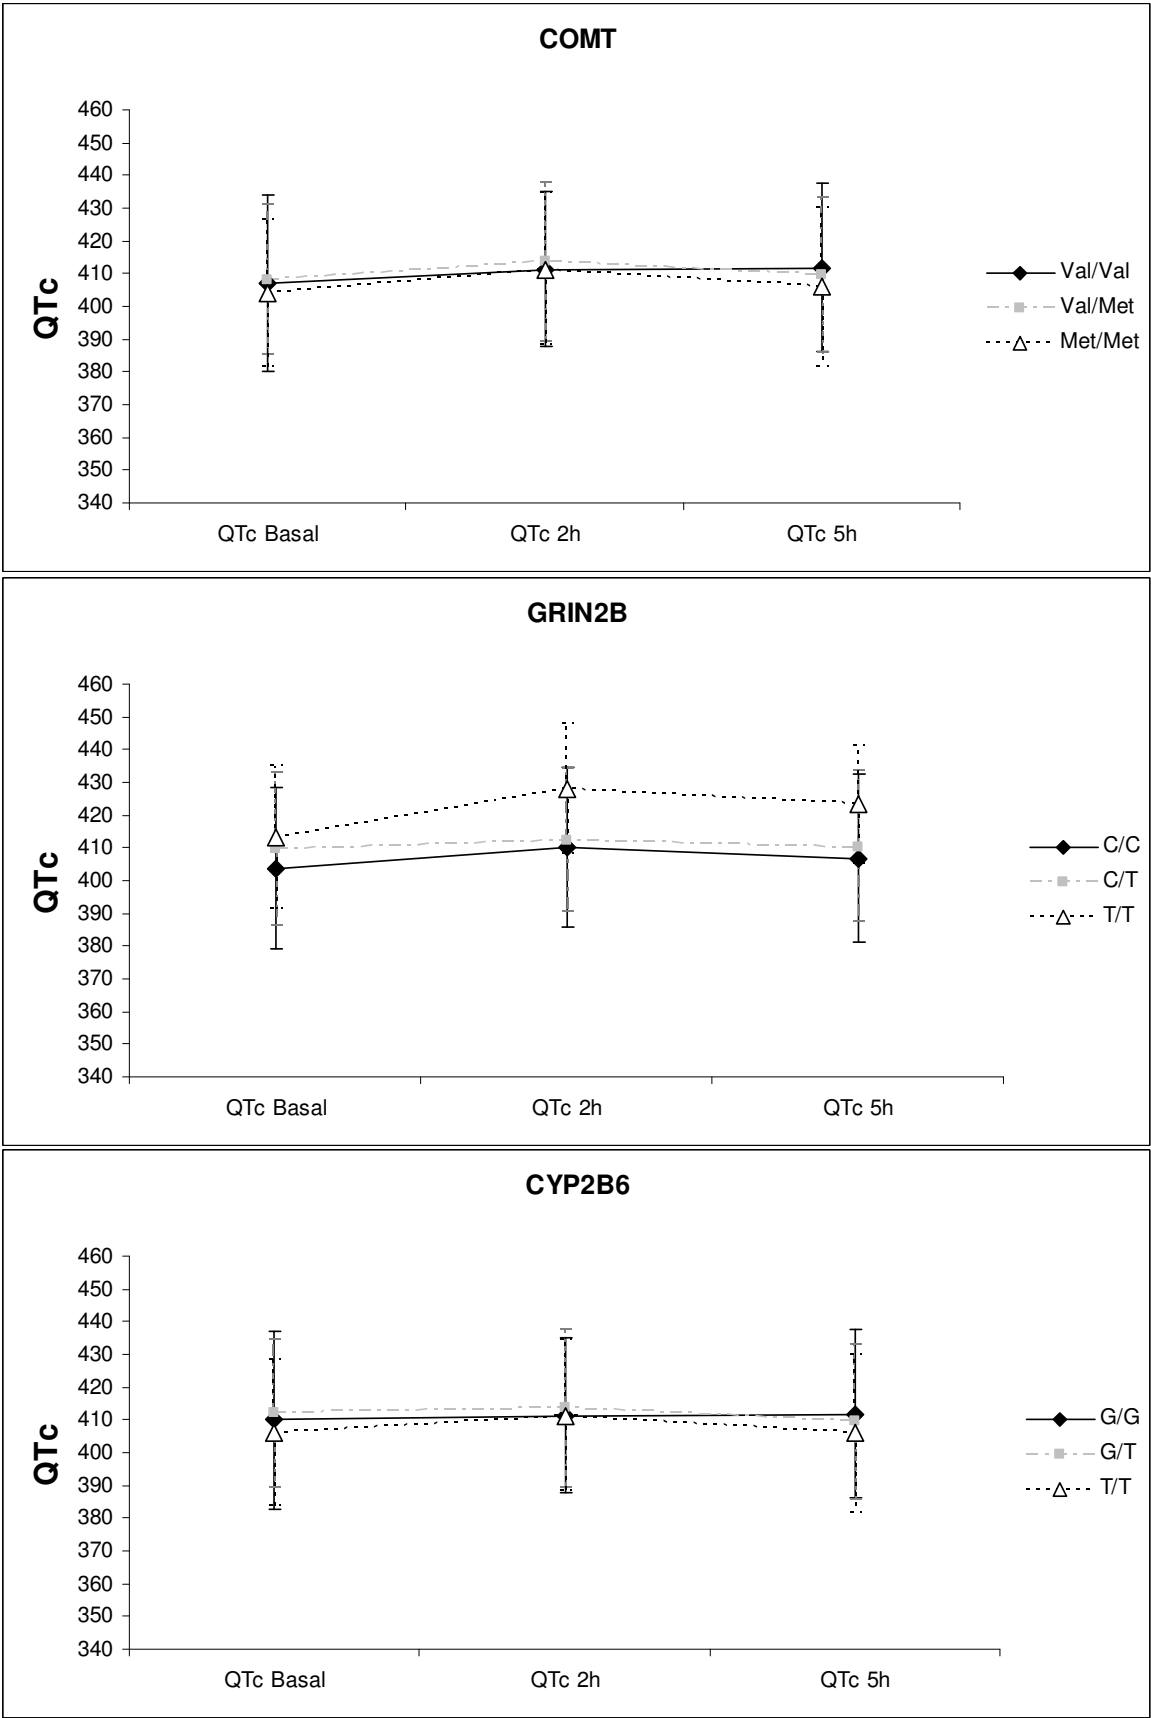 COMT
460
450
440
430
420
410
400
390
380
370
360
350
340
QTc
QTc Basal QTc 2h QTc 5h
Val/Val
Val/Met
Met/Met
GRIN2B
460
450
440
430
420
410
400
390
380
370
360
350
340
QTc
QTc Basal QTc 2h QTc 5h
C/C
C/T
T/T
CYP2B6
460
450
440
430
420
410
400
390
380
370
360
350
340
QTc
QTc Basal QTc 2h QTc 5h
G/G
G/T
T/T